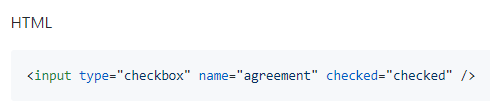 HTML
<input type="checkbox" name="agreement" checked="checked" />